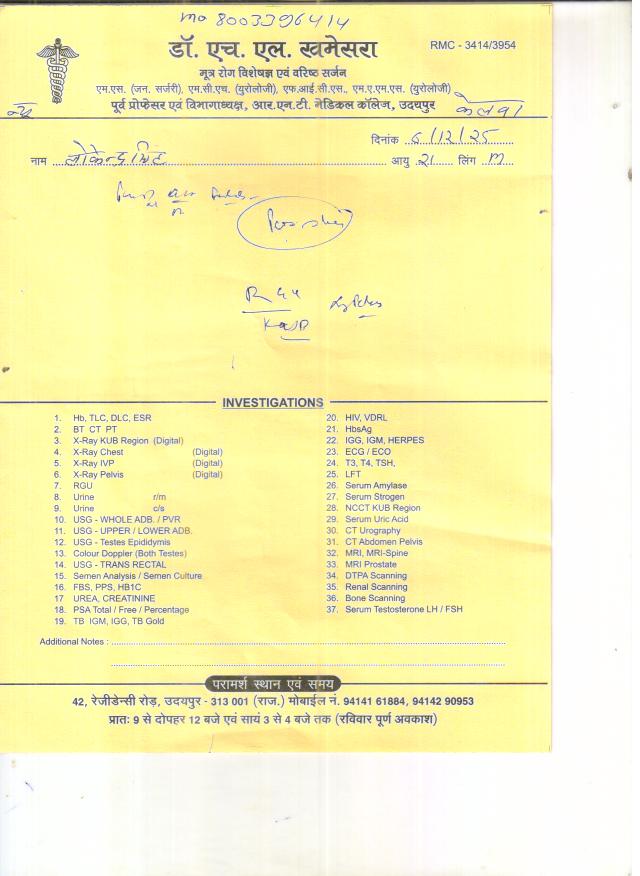 mo 8003396414
डॉ. एच. एल. खमेसरा
RMC - 3414/3954
मूत्र रोग विशेषज्ञ एवं वरिष्ठ सर्जन
एम.एस. (जन. सर्जरी), एम.सी.एच. (युरोलोजी), एफ.आई.सी.एस., एम.ए.एम.एस. (युरोलोजी)
पूर्व प्रोफेसर एवं विभागाध्यक्ष, आर.एन.टी. मेडिकल कॉलेज, उदयपुर
केलवा
दिनांक 6/12/25
नाम लोकेन्द्र सिंह आयु 21 लिंग M
INVESTIGATIONS
1. Hb, TLC, DLC, ESR
2. BT CT PT
3. X-Ray KUB Region (Digital)
4. X-Ray Chest (Digital)
5. X-Ray IVP (Digital)
6. X-Ray Pelvis (Digital)
7. RGU
8. Urine r/m
9. Urine c/s
10. USG - WHOLE ADB. / PVR
11. USG - UPPER / LOWER ADB.
12. USG - Testes Epididymis
13. Colour Doppler (Both Testes)
14. USG - TRANS RECTAL
15. Semen Analysis / Semen Culture
16. FBS, PPS, HB1C
17 UREA, CREATININE
18. PSA Total / Free / Percentage
19. TB IGM, IGG, TB Gold
20. HIV, VDRL
21. HbsAg
22. IGG, IGM, HERPES
23. ECG / ECO
24. T3, T4, TSH,
25. LFT
26. Serum Amylase
27. Serum Strogen
28. NCCT KUB Region
29. Serum Uric Acid
30. CT Urography
31. CT Abdomen Pelvis
32. MRI, MRI-Spine
33. MRI Prostate
34. DTPA Scanning
35. Renal Scanning
36. Bone Scanning
37. Serum Testosterone LH / FSH
Additional Notes :
परामर्श स्थान एवं समय
42, रेजीडेन्सी रोड़, उदयपुर - 313 001 (राज.) मोबाईल नं. 94141 61884, 94142 90953
प्रातः 9 से दोपहर 12 बजे एवं सायं 3 से 4 बजे तक (रविवार पूर्ण अवकाश)